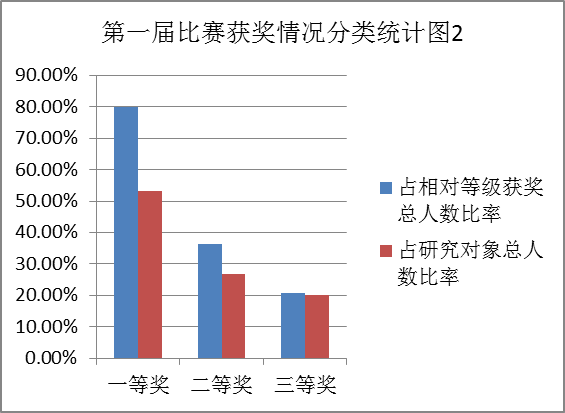 第一届比赛获奖情况分类统计图2
90.00%
80.00%
70.00%
60.00%
50.00%
40.00%
30.00%
20.00%
10.00%
0.00%
一等奖 二等奖 三等奖
占相对等级获奖
总人数比率
占研究对象总人
数比率